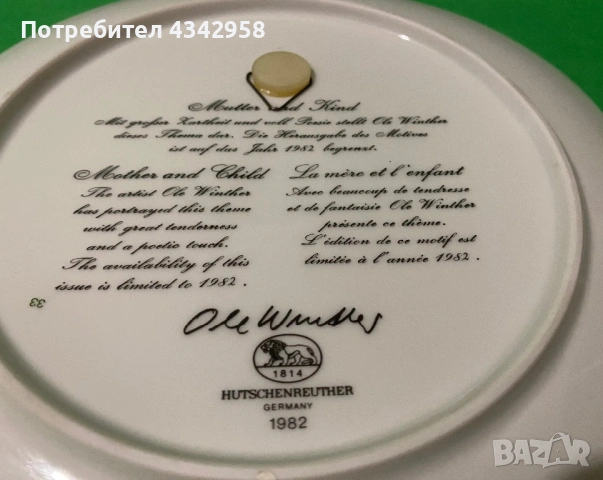 Потребител 4342958
Mutter und Kind
Mit großer Zartheit und voll Poesie stellt Ole Winther
dieses Thema dar. Die Herausgabe des Motives
ist auf das Jahr 1982 begrenzt.
Mother and Child
The artist Ole Winther
has portrayed this theme
with great tenderness
and a poetic touch.
The availability of this
issue is limited to 1982.
La mère et l'enfant
Avec beaucoup de tendresse
et de fantaisie Ole Winther
présente ce thème.
L'édition de ce motif est
limitée à l'année 1982.
33
Ole Winther
1814
HUTSCHENREUTHER
GERMANY
1982
BAZAR